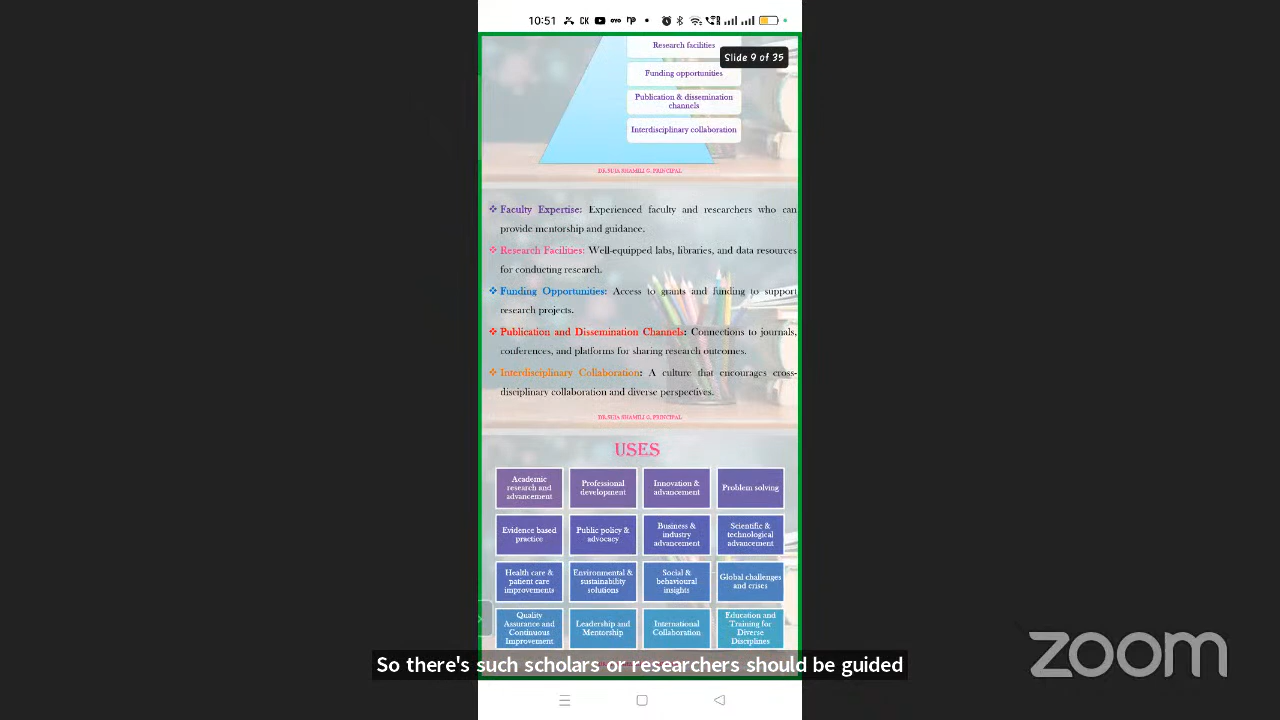 10:51
CK
OYO
np
Research facilities
Slide 9 of 35
Funding opportunities
Publication & dissemination
channels
Interdisciplinary collaboration
❖ Faculty Expertise: Experienced faculty and researchers who can
provide mentorship and guidance.
❖ Research Facilities: Well-equipped labs, libraries, and data resources
for conducting research.
❖ Funding Opportunities: Access to grants and funding to support
research projects.
❖ Publication and Dissemination Channels: Connections to journals,
conferences, and platforms for sharing research outcomes.
❖ Interdisciplinary Collaboration: A culture that encourages cross-
disciplinary collaboration and diverse perspectives.
USES
Academic
research and
advancement
Professional
development
Innovation &
advancement
Problem solving
Evidence based
practice
Public policy &
advocacy
Business &
industry
advancement
Scientific &
technological
advancement
Health care &
patient care
improvements
Environmental &
sustainability
solutions
Social &
behavioural
insights
Global challenges
and crises
Quality
Assurance and
Continuous
Improvement
Leadership and
Mentorship
International
Collaboration
Education and
Training for
Diverse
Disciplines
So there's such scholars or researchers should be guided
zoom